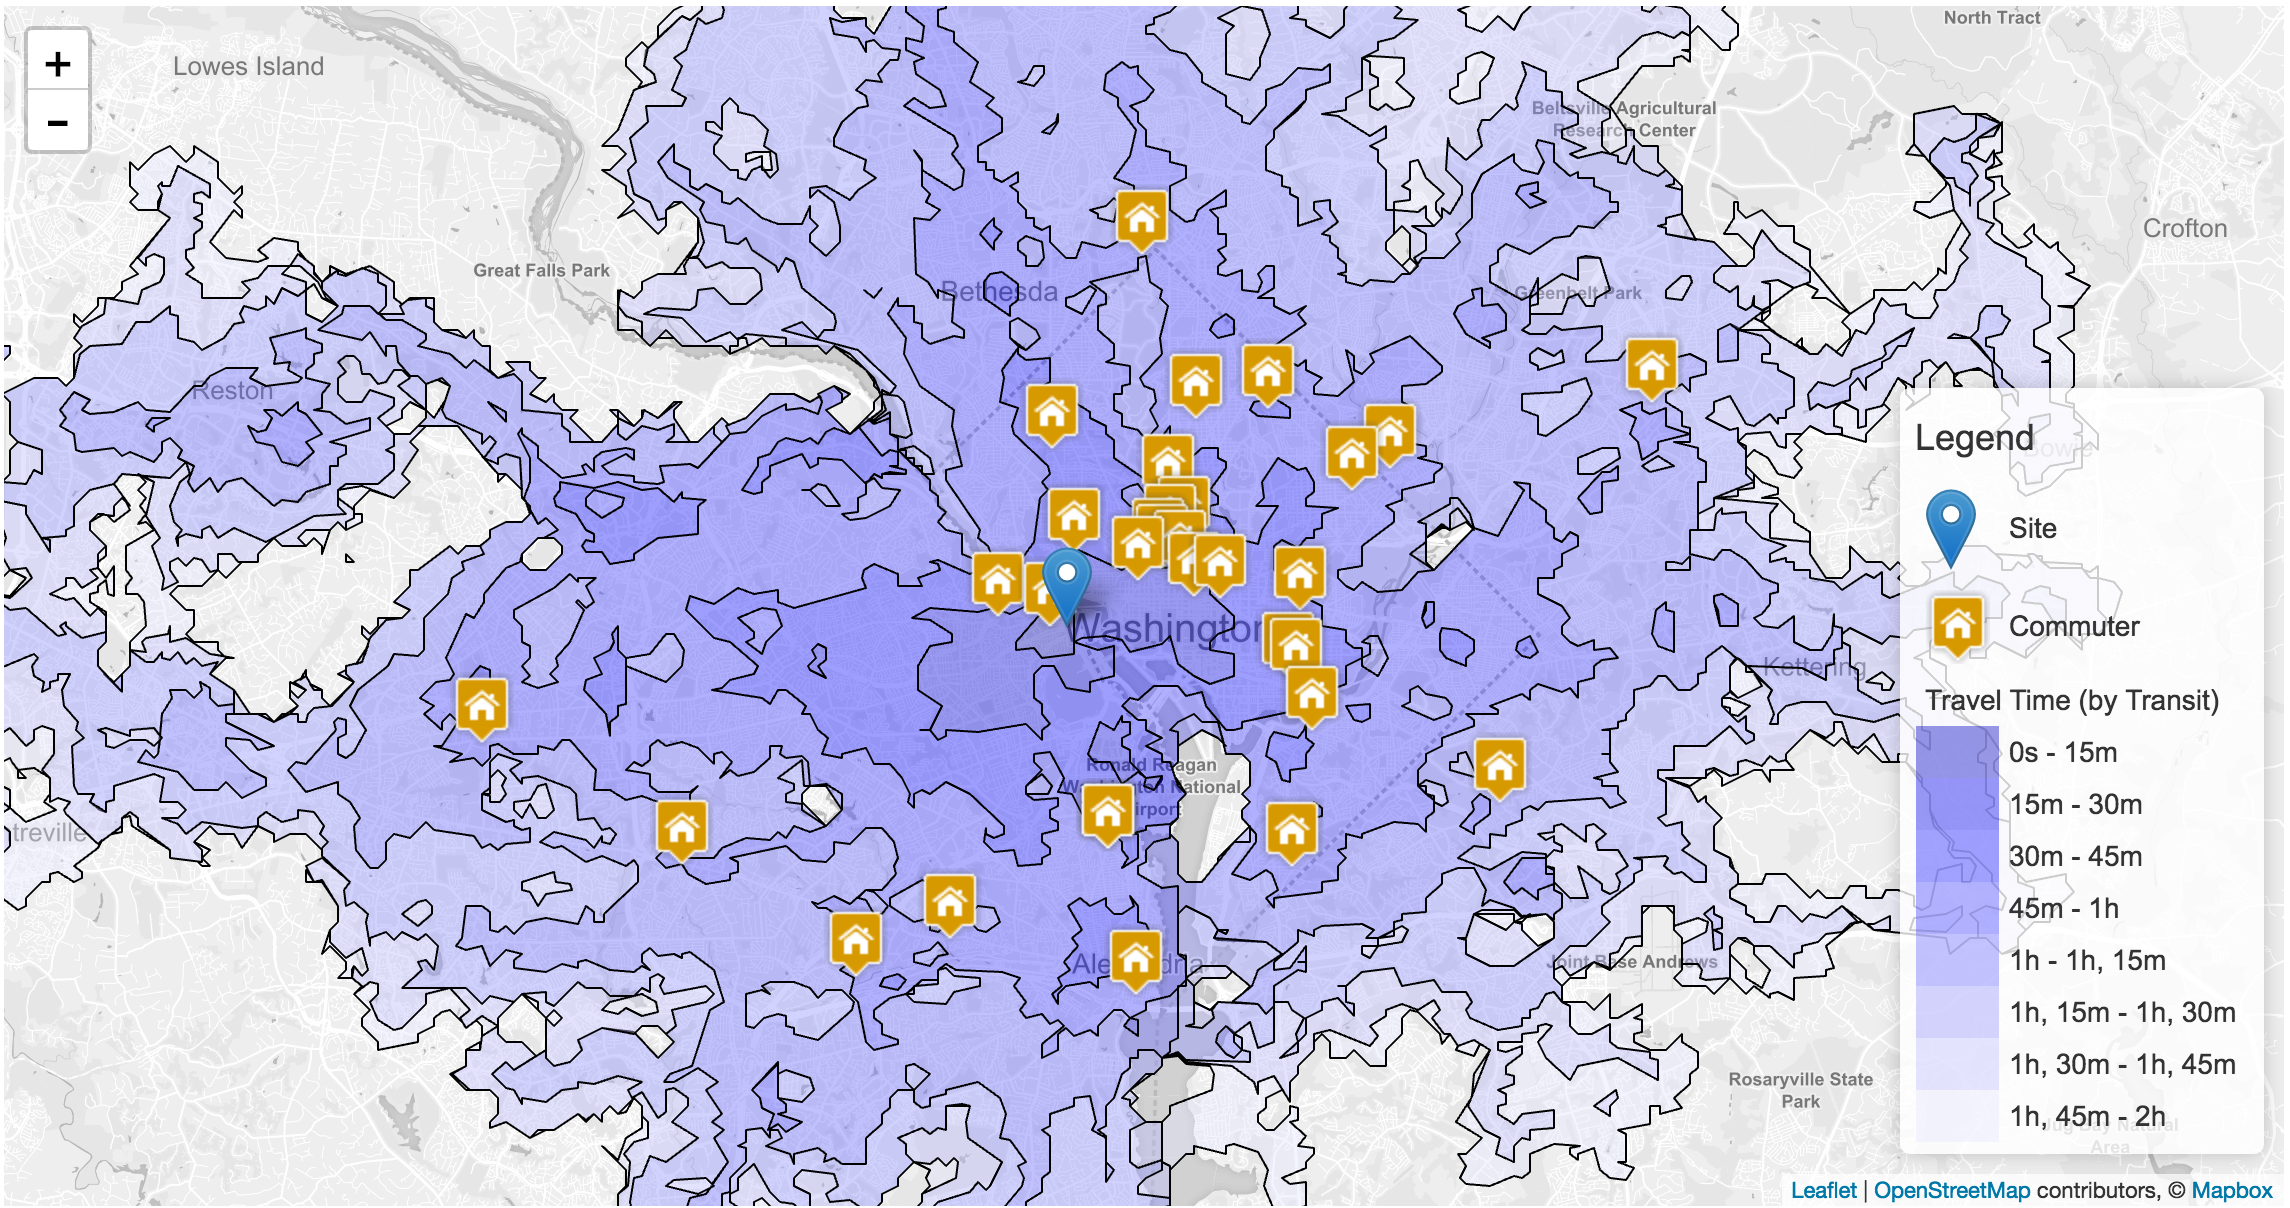 North Tract
+
Lowes Island
Beltsville Agricultural
Research Center
−
Crofton
Great Falls Park
Bethesda
Greenbelt Park
Reston
Legend
Bowie
Site
Washington
Commuter
Kettering
Travel Time (by Transit)
0s - 15m
Ronald Reagan
Washington National
Airport
15m - 30m
treville
30m - 45m
45m - 1h
Joint Base Andrews
1h - 1h, 15m
1h, 15m - 1h, 30m
1h, 30m - 1h, 45m
Rosaryville State
Park
1h, 45m - 2h
Natural
Area
Leaflet | OpenStreetMap contributors, © Mapbox